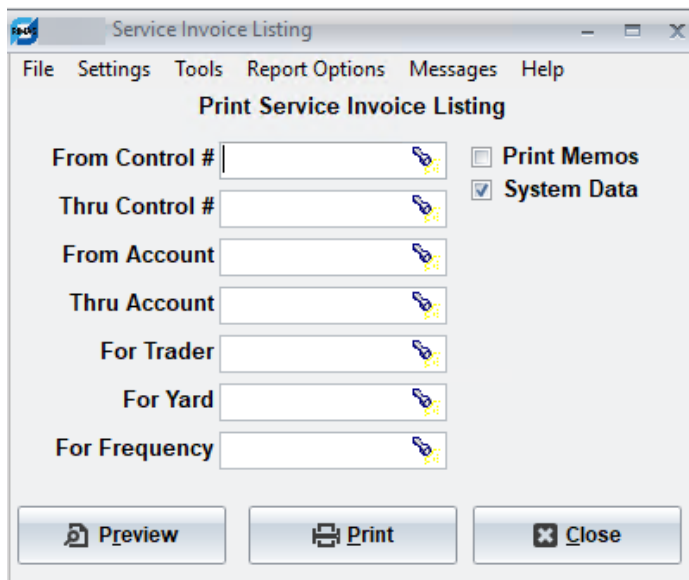 Service Invoice Listing
File Settings Tools Report Options Messages Help
Print Service Invoice Listing
From Control #
Print Memos
Thru Control #
System Data
From Account
Thru Account
For Trader
For Yard
For Frequency
Preview Print Close